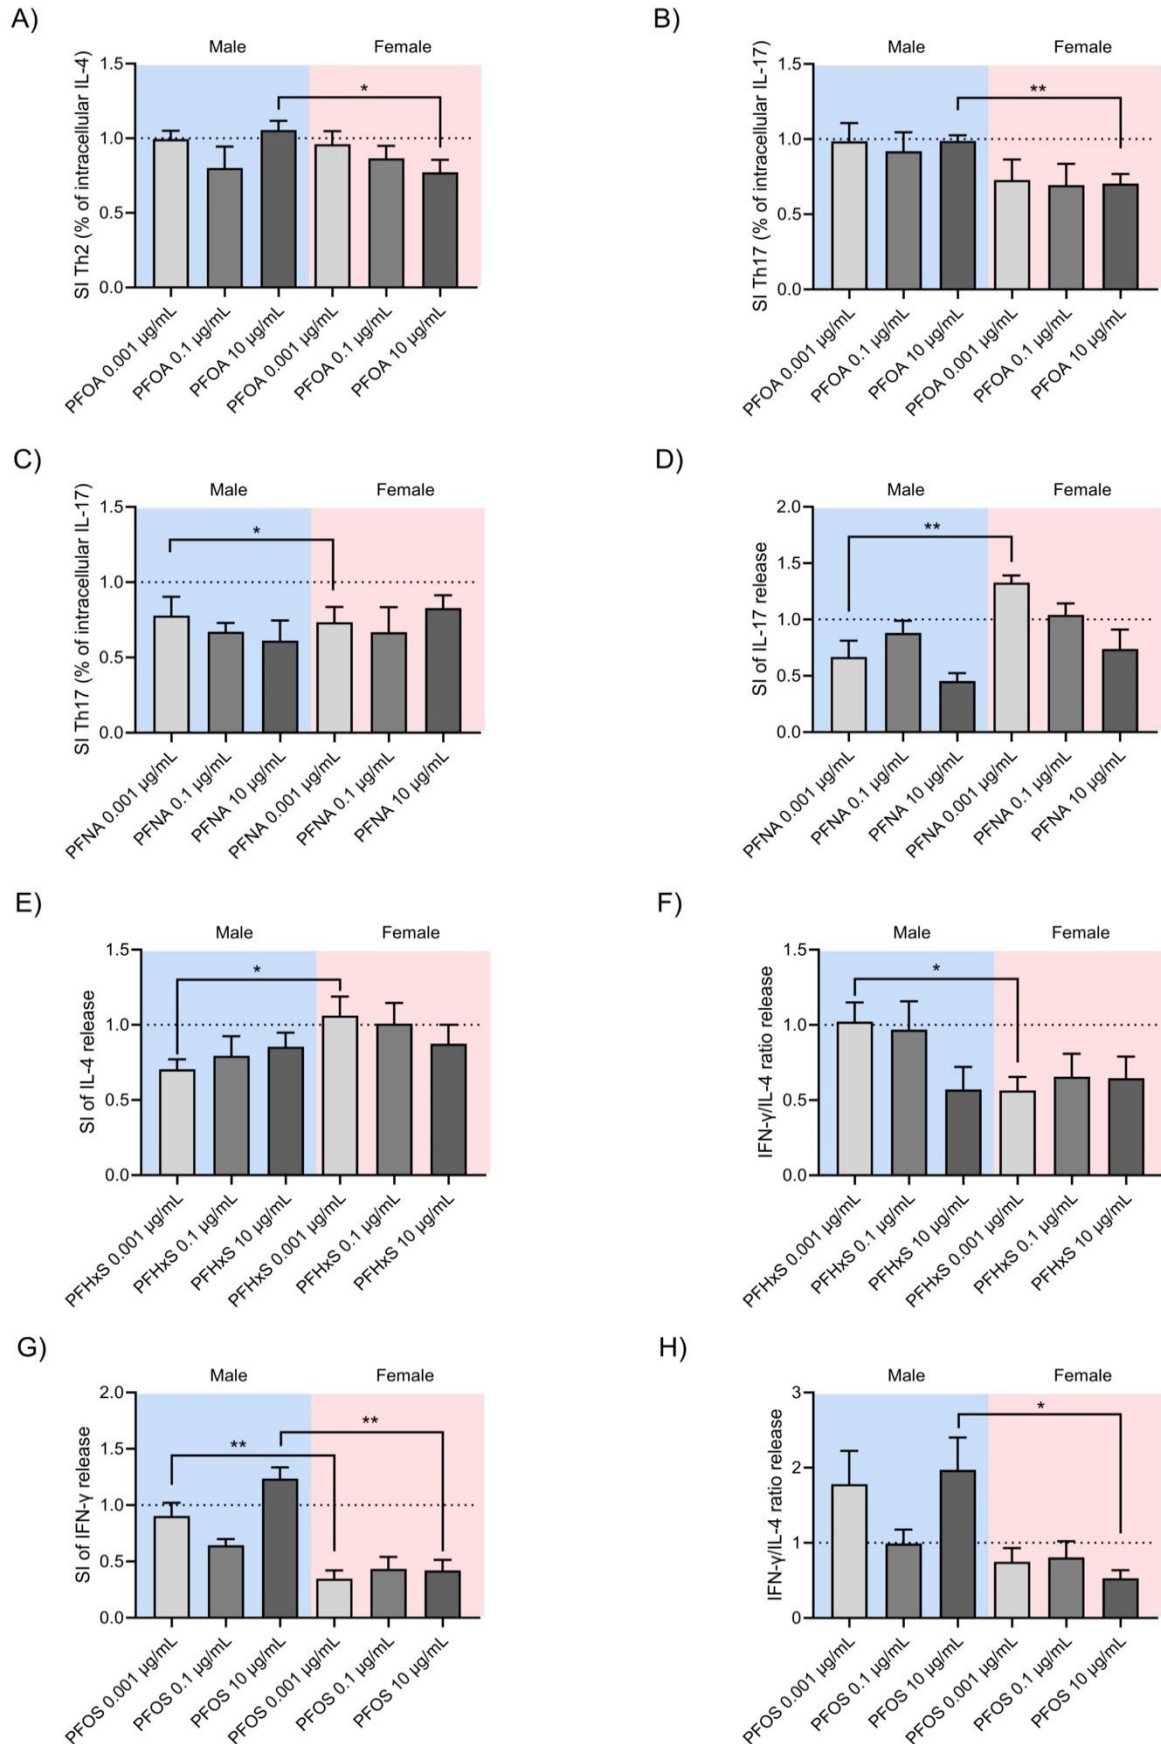 A)
Male Female
SI Th2 (% of intracellular IL-4)
1.5
1.0
0.5
0.0
*
PFOA 0.001 µg/mL
PFOA 0.1 µg/mL
PFOA 10 µg/mL
PFOA 0.001 µg/mL
PFOA 0.1 µg/mL
PFOA 10 µg/mL
B)
Male Female
SI Th17 (% of intracellular IL-17)
1.5
1.0
0.5
0.0
**
PFOA 0.001 µg/mL
PFOA 0.1 µg/mL
PFOA 10 µg/mL
PFOA 0.001 µg/mL
PFOA 0.1 µg/mL
PFOA 10 µg/mL
C)
Male Female
SI Th17 (% of intracellular IL-17)
1.5
1.0
0.5
0.0
*
PFNA 0.001 µg/mL
PFNA 0.1 µg/mL
PFNA 10 µg/mL
PFNA 0.001 µg/mL
PFNA 0.1 µg/mL
PFNA 10 µg/mL
D)
Male Female
SI of IL-17 release
2.0
1.5
1.0
0.5
0.0
**
PFNA 0.001 µg/mL
PFNA 0.1 µg/mL
PFNA 10 µg/mL
PFNA 0.001 µg/mL
PFNA 0.1 µg/mL
PFNA 10 µg/mL
E)
Male Female
SI of IL-4 release
1.5
1.0
0.5
0.0
*
PFHxS 0.001 µg/mL
PFHxS 0.1 µg/mL
PFHxS 10 µg/mL
PFHxS 0.001 µg/mL
PFHxS 0.1 µg/mL
PFHxS 10 µg/mL
F)
Male Female
IFN-γ/IL-4 ratio release
1.5
1.0
0.5
0.0
*
PFHxS 0.001 µg/mL
PFHxS 0.1 µg/mL
PFHxS 10 µg/mL
PFHxS 0.001 µg/mL
PFHxS 0.1 µg/mL
PFHxS 10 µg/mL
G)
Male Female
SI of IFN-γ release
2.0
1.5
1.0
0.5
0.0
**
**
PFOS 0.001 µg/mL
PFOS 0.1 µg/mL
PFOS 10 µg/mL
PFOS 0.001 µg/mL
PFOS 0.1 µg/mL
PFOS 10 µg/mL
H)
Male Female
IFN-γ/IL-4 ratio release
3
2
1
0
*
PFOS 0.001 µg/mL
PFOS 0.1 µg/mL
PFOS 10 µg/mL
PFOS 0.001 µg/mL
PFOS 0.1 µg/mL
PFOS 10 µg/mL